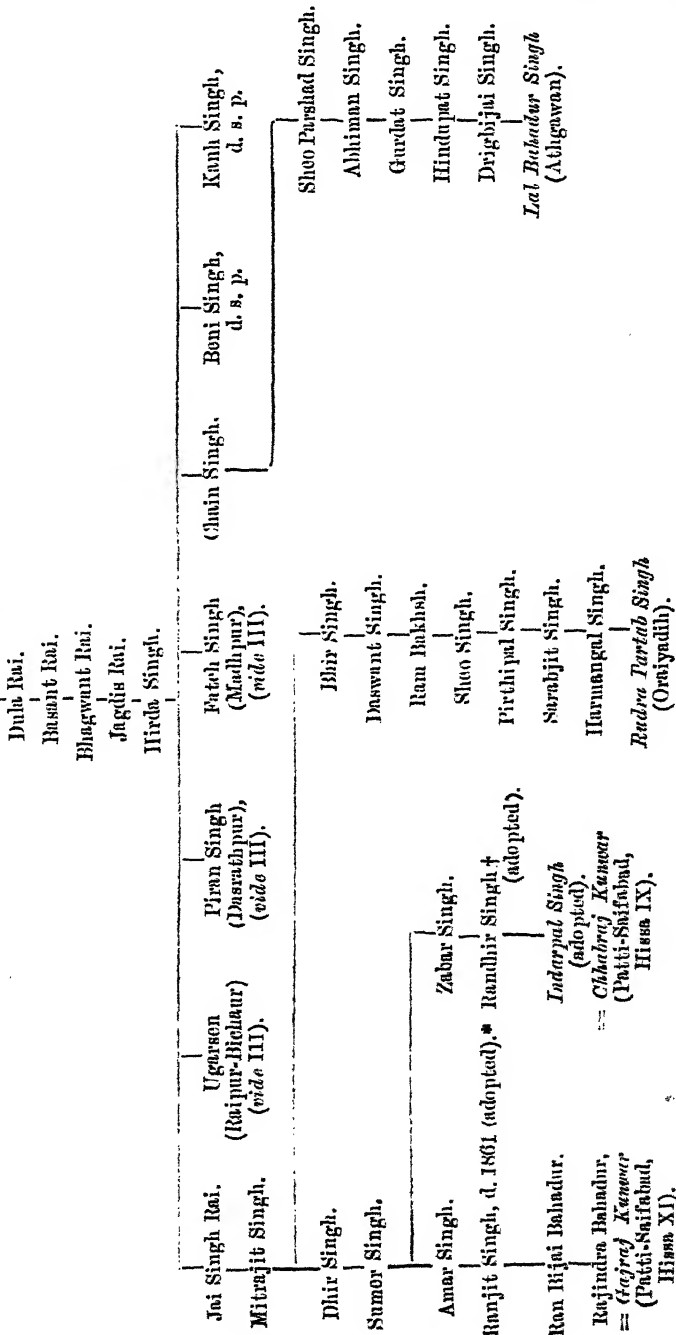 Dula Rai.
Basant Rai.
Bhagwant Rai.
Jagdis Rai.
Hirda Singh.
Jai Singh Rai.
Ugarsen
(Raipur-Bichaur)
(vide III).
Piran Singh
(Dasrathpur),
(vide III).
Fateh Singh
(Madhpur),
(vide III).
Chain Singh.
Beni Singh,
d. s. p.
Kanh Singh,
d. s. p.
Mitrajit Singh.
Dhir Singh.
Sumer Singh.
Amar Singh.
Ranjit Singh, d. 1861 (adopted).*
Ran Bijai Bahadur.
Rajindra Bahadur,
= Gajraj Kunwar
(Patti-Saifabad,
Hissa XI).
Zabar Singh.
Randhir Singh†
(adopted).
Indarpal Singh
(adopted).
= Chhabraj Kunwar
(Patti-Saifabad,
Hissa IX).
Bhir Singh.
Daswant Singh.
Ram Bakhsh.
Sheo Singh.
Pirthipal Singh.
Sarabjit Singh.
Harmangal Singh.
Rudra Partab Singh
(Oraiyadih).
Sheo Parshad Singh.
Abhiman Singh.
Gurdat Singh.
Hindupat Singh.
Drigbijai Singh.
Lal Bahadur Singh
(Athgawan).